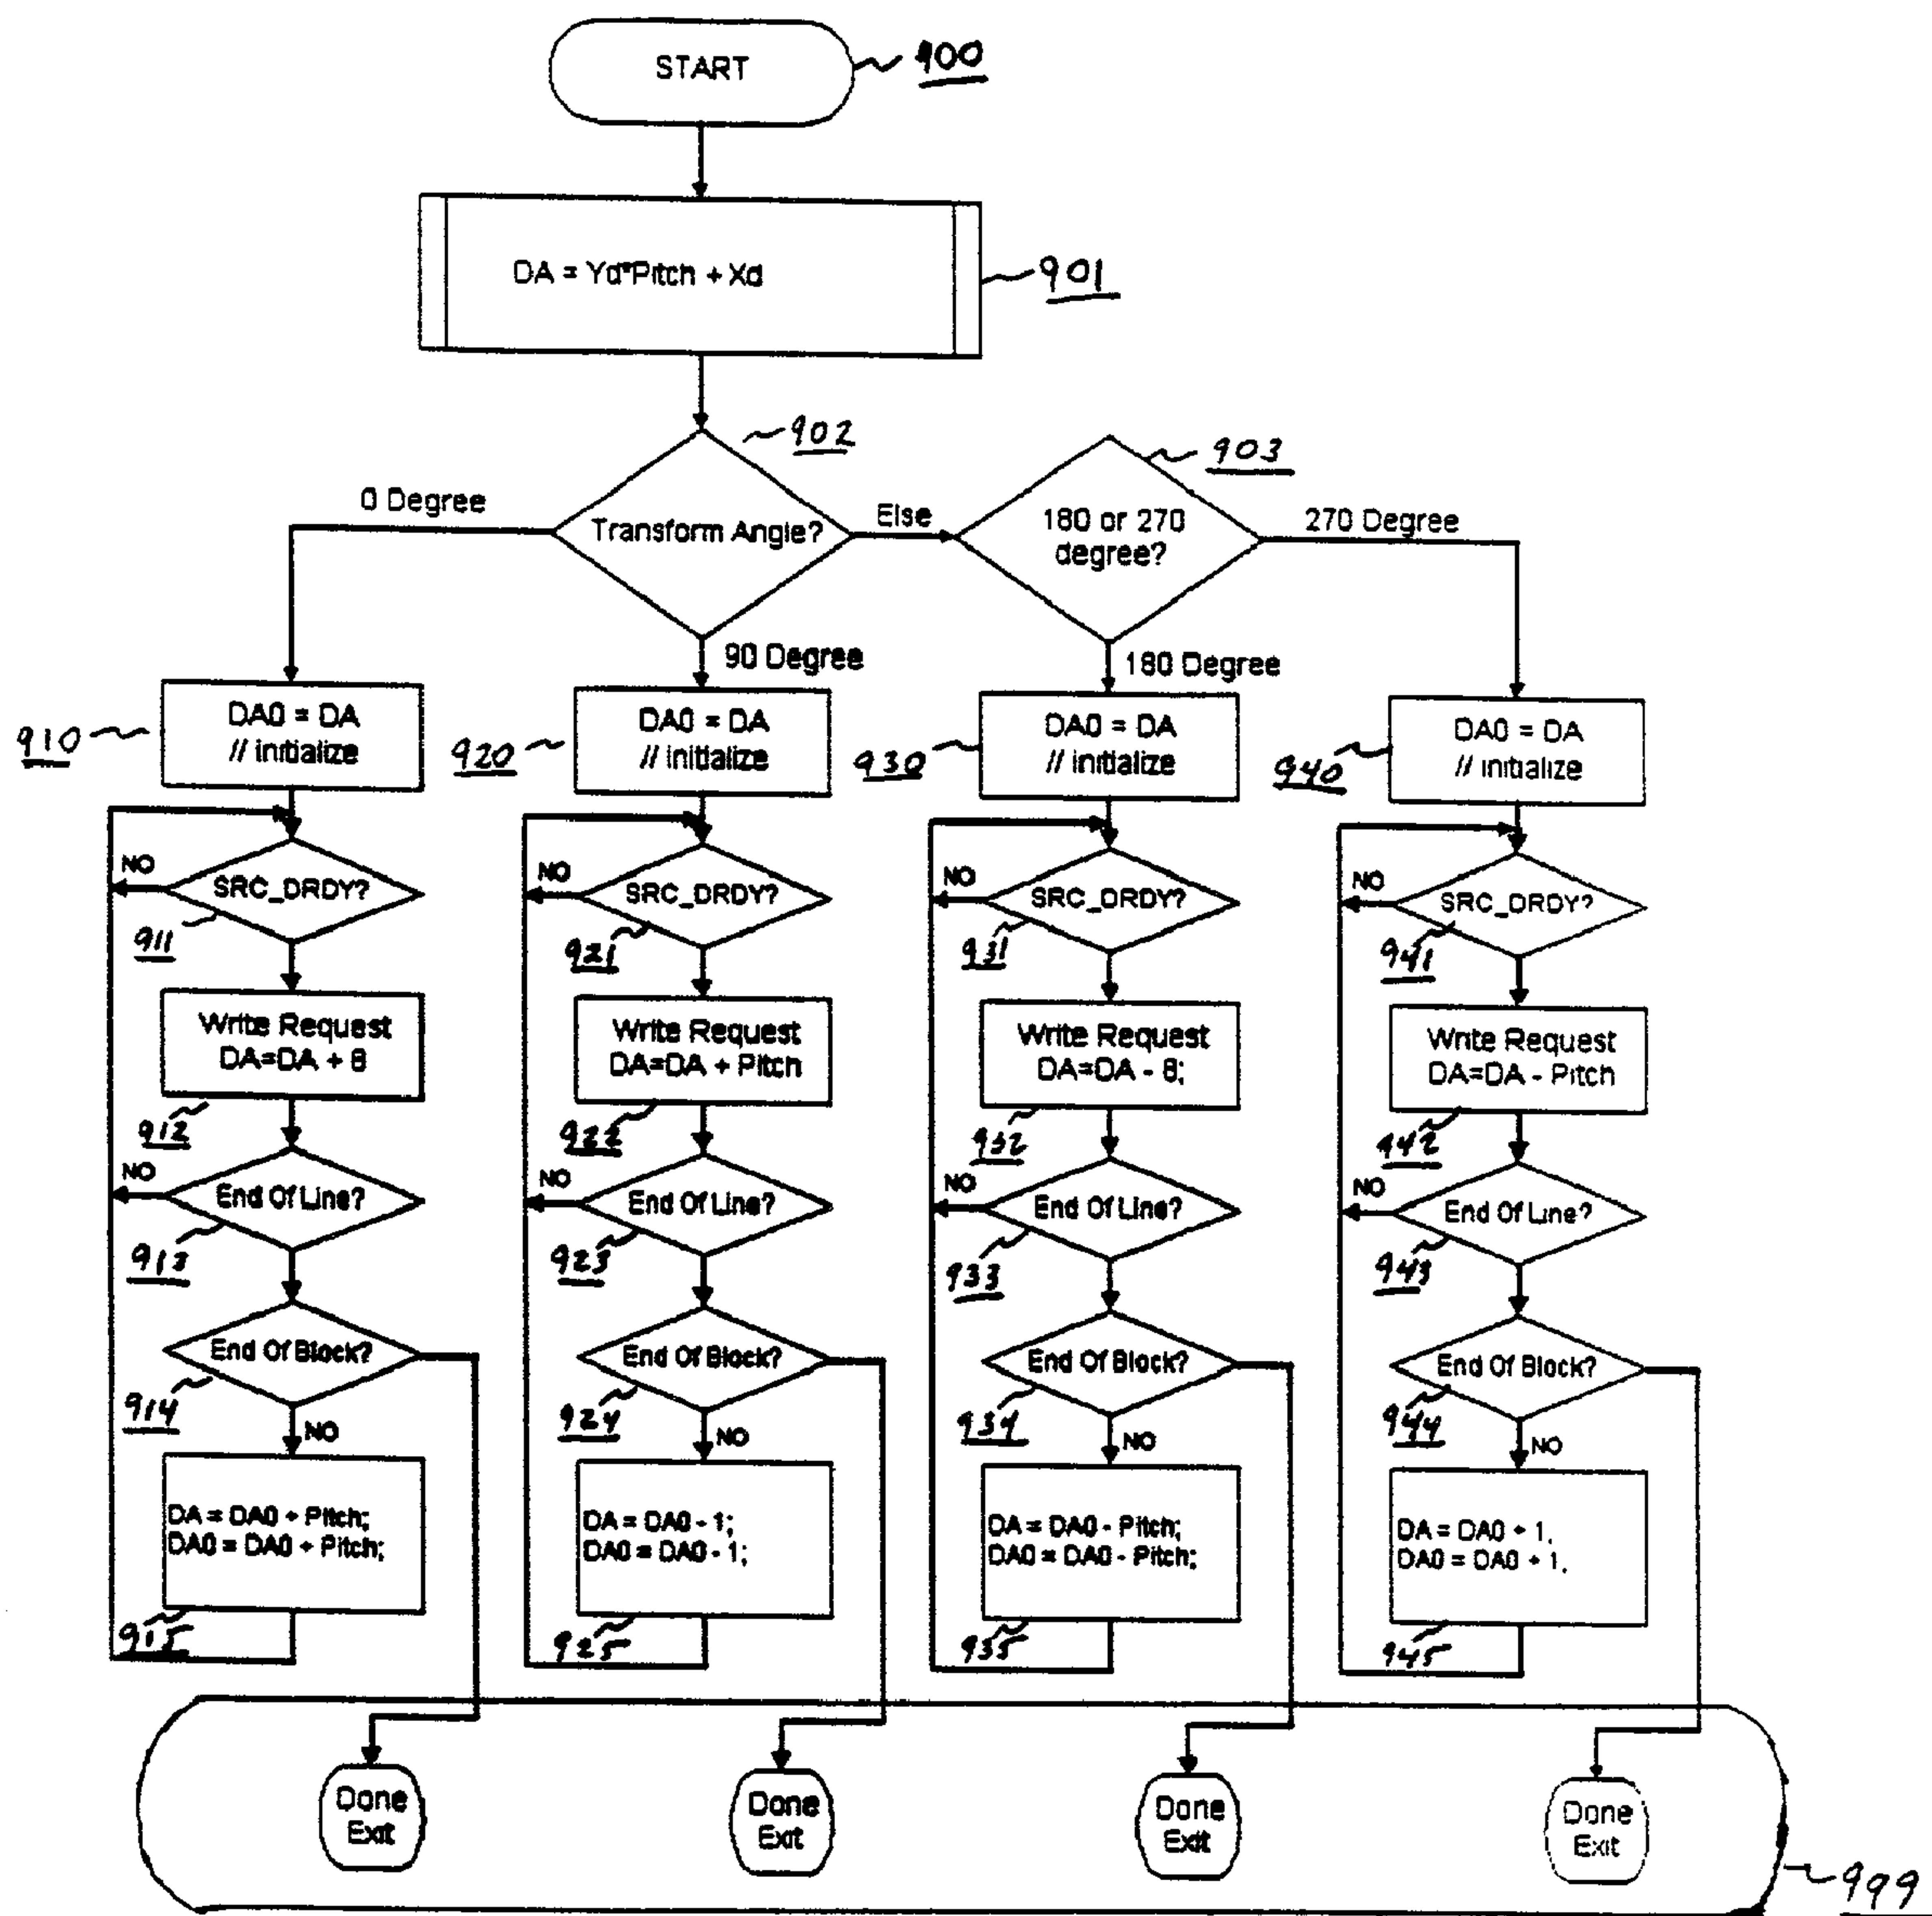 START
900
DA = Yd*Pitch + Xd
901
902
903
0 Degree
Transform Angle?
Else
180 or 270
degree?
270 Degree
90 Degree
180 Degree
910
DA0 = DA
// initialize
920
DA0 = DA
// initialize
930
DA0 = DA
// initialize
940
DA0 = DA
// initialize
NO
SRC_DRDY?
911
NO
SRC_DRDY?
921
NO
SRC_DRDY?
931
NO
SRC_DRDY?
941
Write Request
DA=DA + 8
912
Write Request
DA=DA + Pitch
922
Write Request
DA=DA - 8;
932
Write Request
DA=DA - Pitch
942
NO
End Of Line?
913
NO
End Of Line?
923
NO
End Of Line?
933
NO
End Of Line?
943
End Of Block?
914
NO
End Of Block?
924
NO
End Of Block?
934
NO
End Of Block?
944
NO
DA = DA0 + Pitch;
DA0 = DA0 + Pitch;
915
DA = DA0 - 1;
DA0 = DA0 - 1;
925
DA = DA0 - Pitch;
DA0 = DA0 - Pitch;
935
DA = DA0 + 1,
DA0 = DA0 + 1,
945
Done
Exit
Done
Exit
Done
Exit
Done
Exit
999